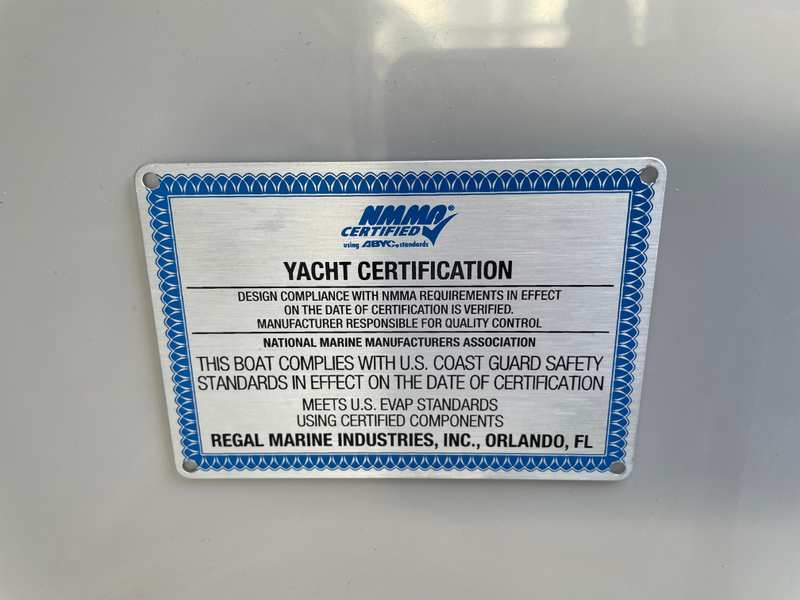 NMMA®
CERTIFIED
using ABYC® standards
YACHT CERTIFICATION
DESIGN COMPLIANCE WITH NMMA REQUIREMENTS IN EFFECT
ON THE DATE OF CERTIFICATION IS VERIFIED.
MANUFACTURER RESPONSIBLE FOR QUALITY CONTROL
NATIONAL MARINE MANUFACTURERS ASSOCIATION
THIS BOAT COMPLIES WITH U.S. COAST GUARD SAFETY
STANDARDS IN EFFECT ON THE DATE OF CERTIFICATION
MEETS U.S. EVAP STANDARDS
USING CERTIFIED COMPONENTS
REGAL MARINE INDUSTRIES, INC., ORLANDO, FL